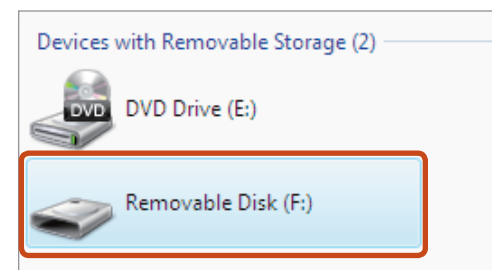 Devices with Removable Storage (2)
DVD
DVD Drive (E:)
Removable Disk (F:)